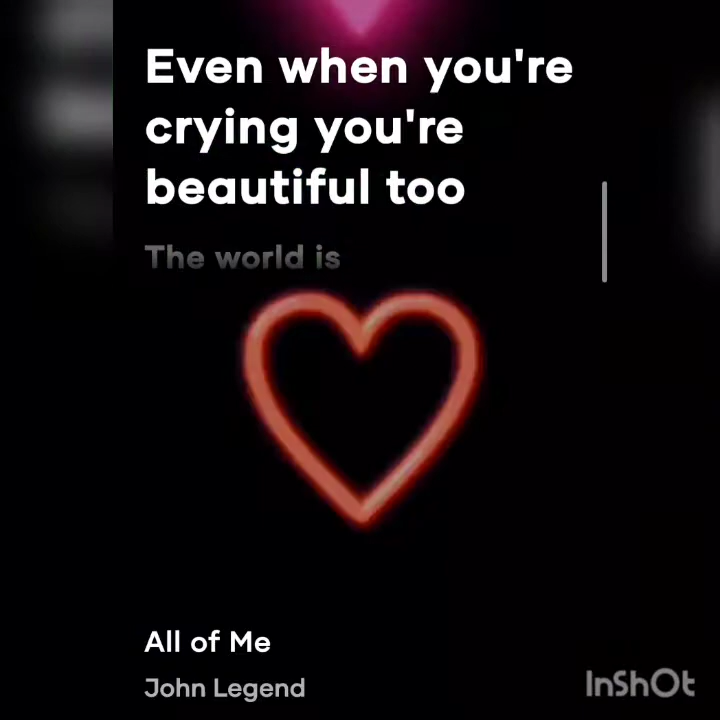 Even when you're
crying you're
beautiful too
The world is
All of Me
John Legend
InShOt